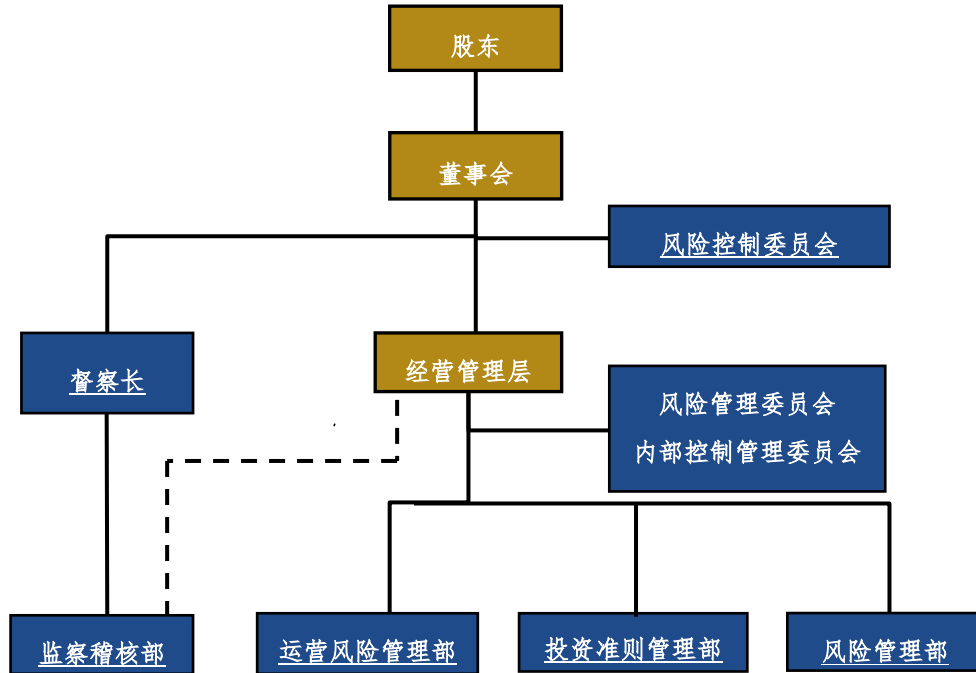 股东
董事会
风险控制委员会
督察长
经营管理层
风险管理委员会
内部控制管理委员会
监察稽核部
运营风险管理部
投资准则管理部
风险管理部